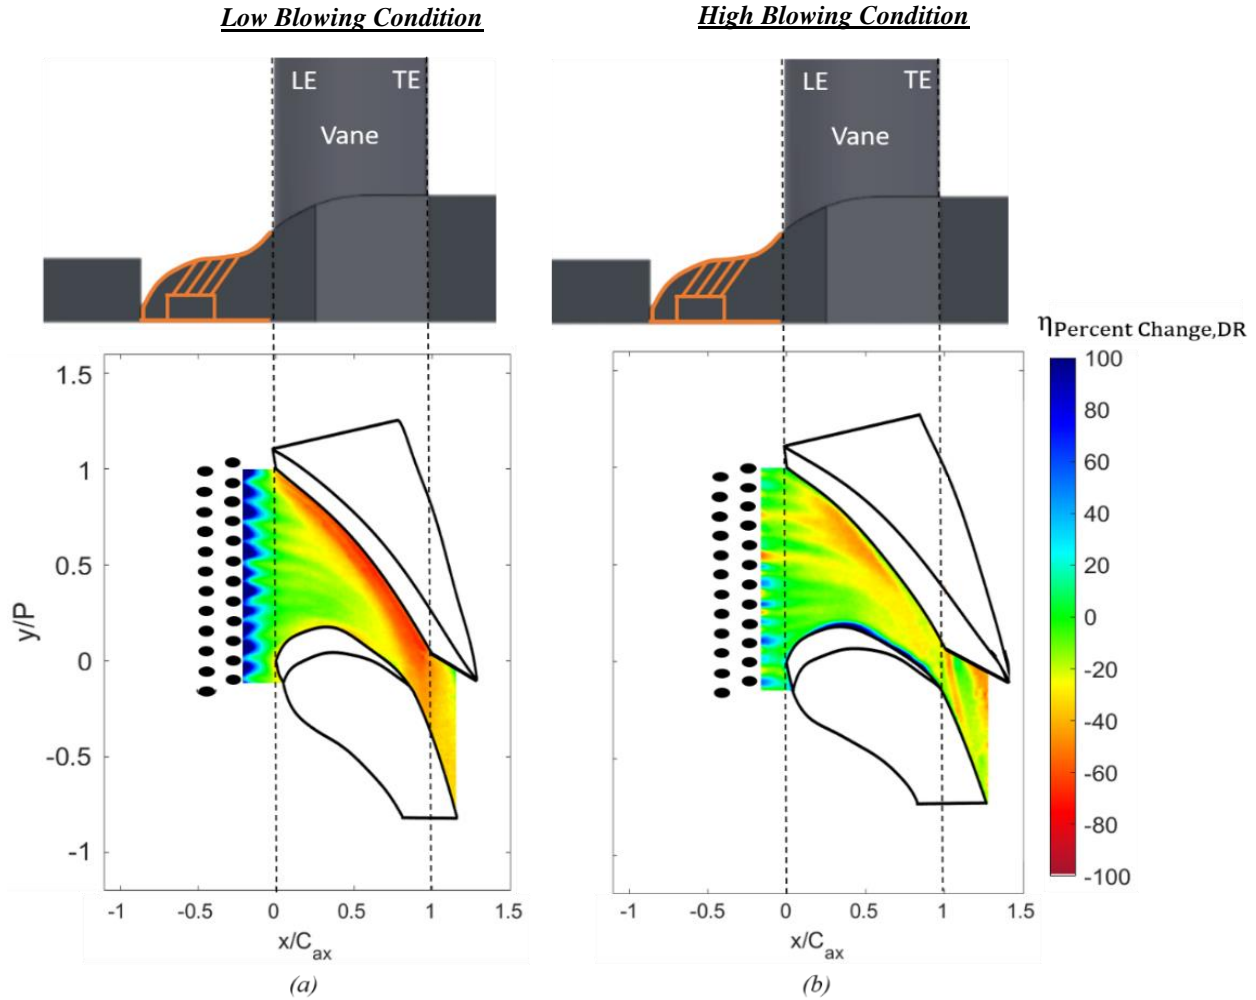 Low Blowing Condition
High Blowing Condition
LE TE
Vane
LE TE
Vane
ηPercent Change,DR
100
80
60
40
20
0
-20
-40
-60
-80
-100
1.5
1
0.5
0
-0.5
-1
y/P
-1 -0.5 0 0.5 1 1.5
x/Cax
(a)
-1 -0.5 0 0.5 1 1.5
x/Cax
(b)